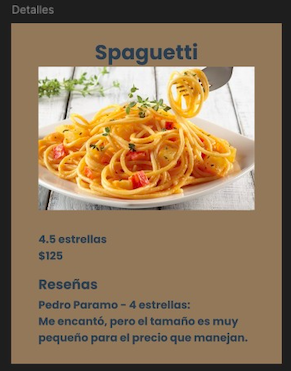 Detalles
Spaguetti
4.5 estrellas
$125
Reseñas
Pedro Paramo - 4 estrellas:
Me encantó, pero el tamaño es muy
pequeño para el precio que manejan.